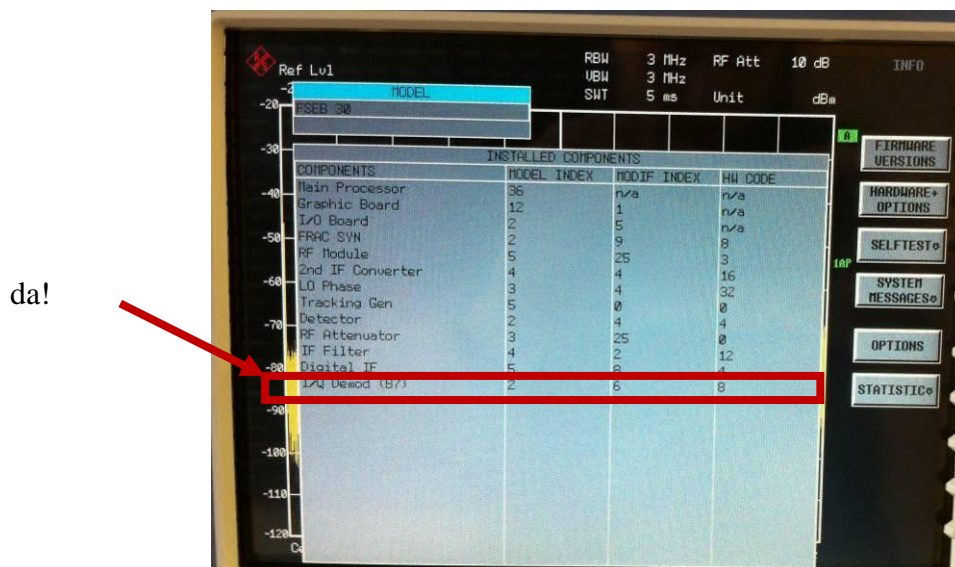 RBW 3 MHz RF Att 10 dB INFO
Ref Lvl VBW 3 MHz
SWT 5 ms Unit dBm
MODEL
-20
FSEB 30
A
FIRMWARE
VERSIONS
-30
INSTALLED COMPONENTS
COMPONENTS MODEL INDEX MODIF INDEX HW CODE
Main Processor 36 n/a n/a
HARDWARE+
OPTIONS
-40
Graphic Board 12 1 n/a
I/O Board 2 5 n/a
-50
FRAC SYN 2 9 8
SELFTEST
RF Module 5 25 3
1AP
2nd IF Converter 4 4 16
-60
SYSTEM
MESSAGES
LO Phase 3 4 32
da!
Tracking Gen 5 0 0
-70
Detector 2 4 4
RF Attenuator 3 25 0
OPTIONS
IF Filter 4 2 12
-80
Digital IF 5 8 4
I/Q Demod (B7) 2 6 8
STATISTIC
-90
-100
-110
-120